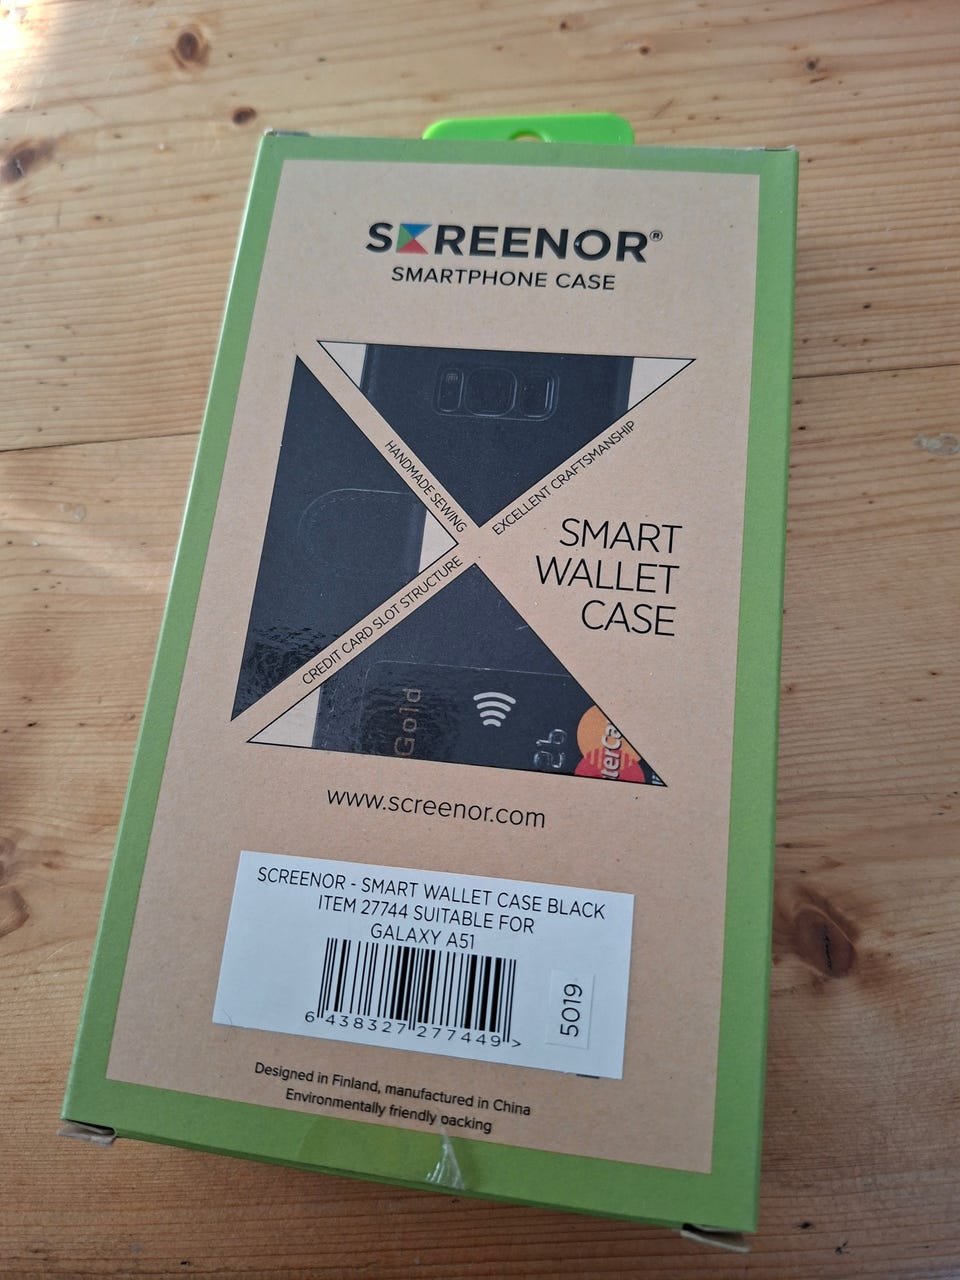 SCREENOR®
SMARTPHONE CASE
HANDMADE SEWING
EXCELLENT CRAFTSMANSHIP
CREDIT CARD SLOT STRUCTURE
SMART
WALLET
CASE
Gold
26
terCa
www.screenor.com
SCREENOR - SMART WALLET CASE BLACK
ITEM 27744 SUITABLE FOR
GALAXY A51
6 438327 277449 >
5019
Designed in Finland, manufactured in China
Environmentally friendly packing